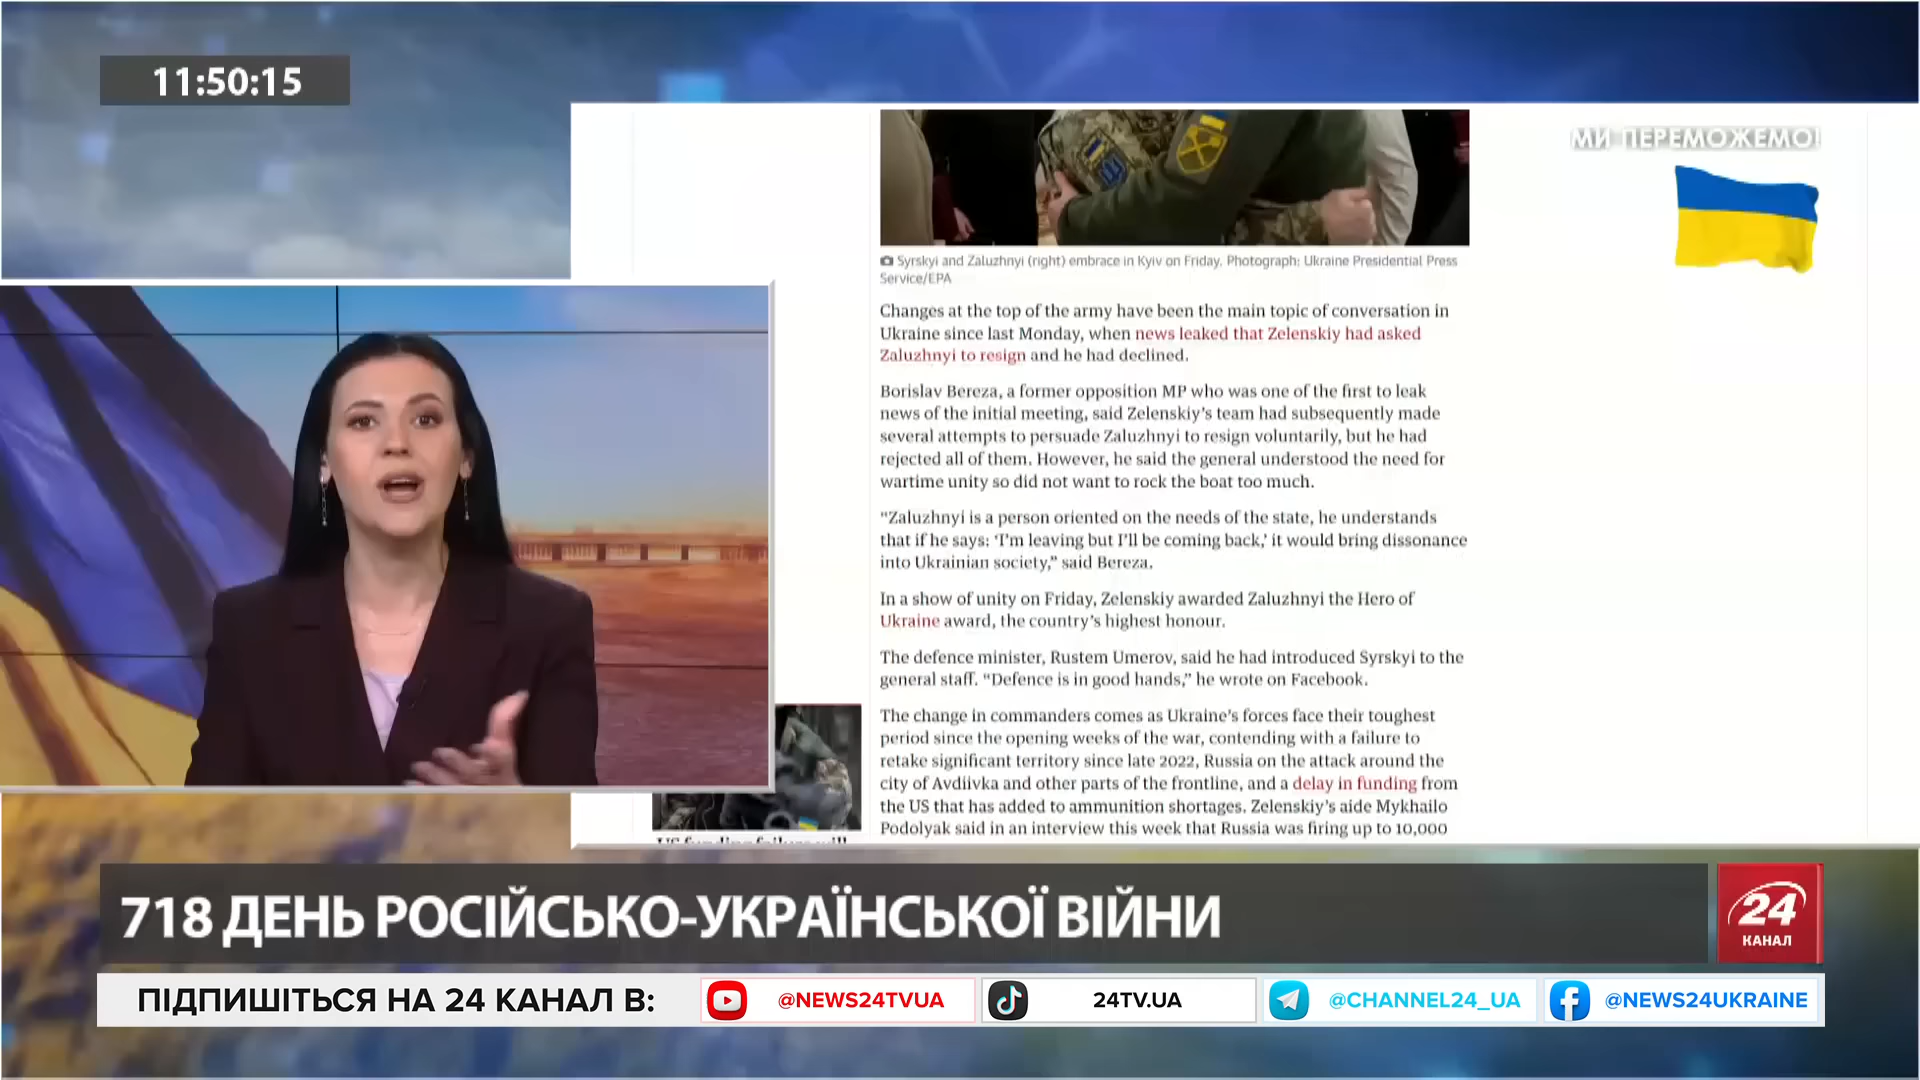 11:50:15
МИ ПЕРЕМОЖЕМО!
Syrskyi and Zaluzhnyi (right) embrace in Kyiv on Friday. Photograph: Ukraine Presidential Press
Service/EPA
Changes at the top of the army have been the main topic of conversation in
Ukraine since last Monday, when news leaked that Zelenskiy had asked
Zaluzhnyi to resign and he had declined.
Borislav Bereza, a former opposition MP who was one of the first to leak
news of the initial meeting, said Zelenskiy’s team had subsequently made
several attempts to persuade Zaluzhnyi to resign voluntarily, but he had
rejected all of them. However, he said the general understood the need for
wartime unity so did not want to rock the boat too much.
“Zaluzhnyi is a person oriented on the needs of the state, he understands
that if he says: ‘I’m leaving but I’ll be coming back,’ it would bring dissonance
into Ukrainian society,” said Bereza.
In a show of unity on Friday, Zelenskiy awarded Zaluzhnyi the Hero of
Ukraine award, the country’s highest honour.
The defence minister, Rustem Umerov, said he had introduced Syrskyi to the
general staff. “Defence is in good hands,” he wrote on Facebook.
The change in commanders comes as Ukraine’s forces face their toughest
period since the opening weeks of the war, contending with a failure to
retake significant territory since late 2022, Russia on the attack around the
city of Avdiivka and other parts of the frontline, and a delay in funding from
the US that has added to ammunition shortages. Zelenskiy’s aide Mykhailo
Podolyak said in an interview this week that Russia was firing up to 10,000
US funding failure will
718 ДЕНЬ РОСІЙСЬКО-УКРАЇНСЬКОЇ ВІЙНИ
24
КАНАЛ
ПІДПИШІТЬСЯ НА 24 КАНАЛ В:
@NEWS24TVUA
24TV.UA
@CHANNEL24_UA
@NEWS24UKRAINE